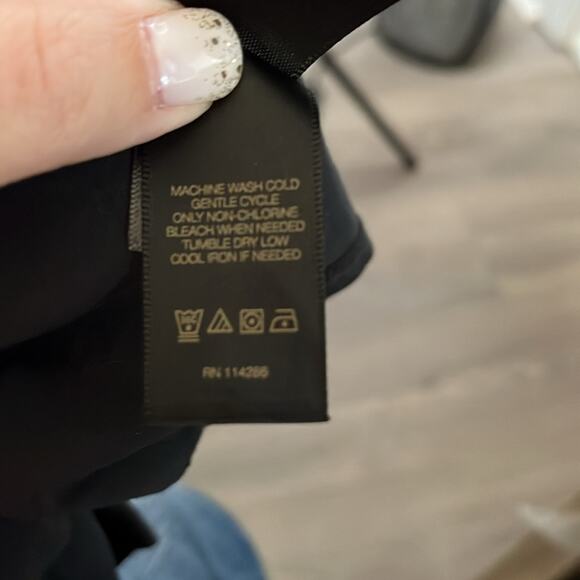 MACHINE WASH COLD
GENTLE CYCLE
ONLY NON-CHLORINE
BLEACH WHEN NEEDED
TUMBLE DRY LOW
COOL IRON IF NEEDED
RN 114286